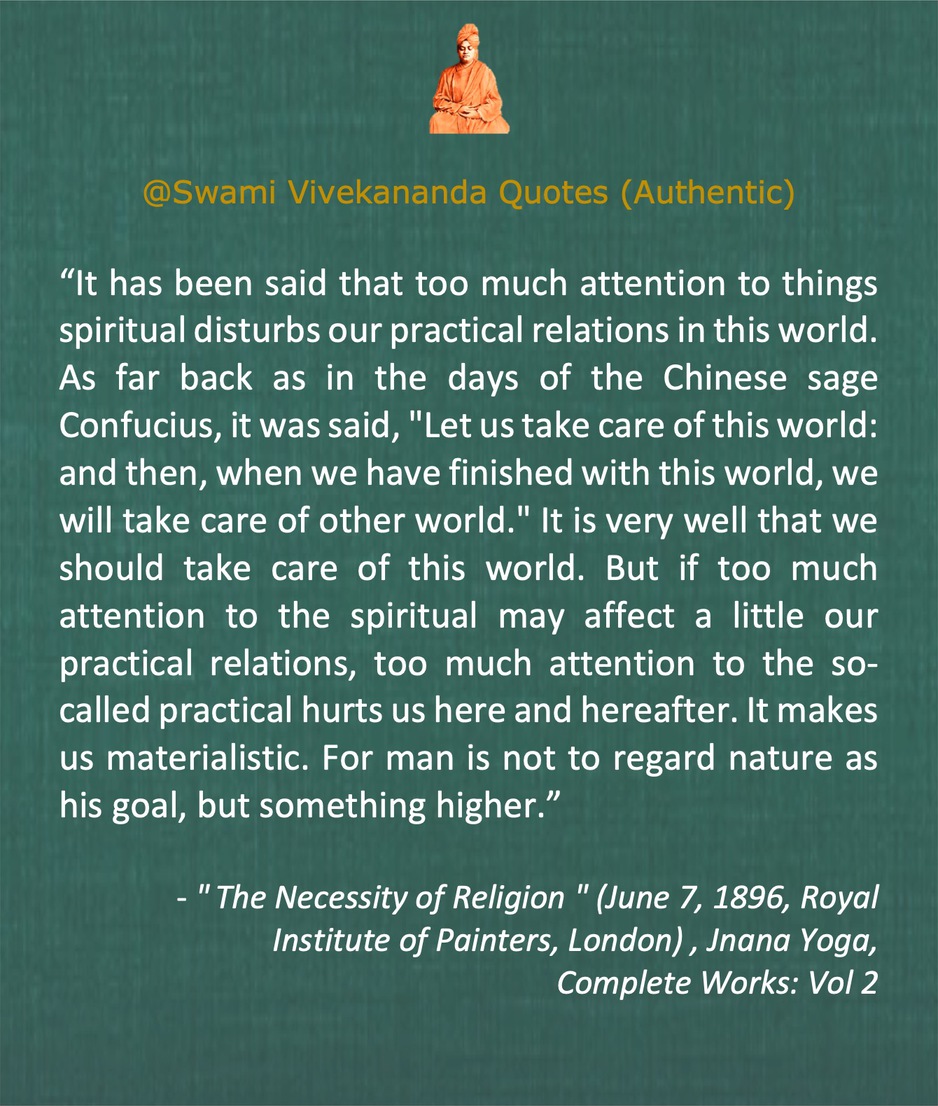 @Swami Vivekananda Quotes (Authentic)
“It has been said that too much attention to things
spiritual disturbs our practical relations in this world.
As far back as in the days of the Chinese sage
Confucius, it was said, "Let us take care of this world:
and then, when we have finished with this world, we
will take care of other world." It is very well that we
should take care of this world. But if too much
attention to the spiritual may affect a little our
practical relations, too much attention to the so-
called practical hurts us here and hereafter. It makes
us materialistic. For man is not to regard nature as
his goal, but something higher.”
- " The Necessity of Religion " (June 7, 1896, Royal
Institute of Painters, London) , Jnana Yoga,
Complete Works: Vol 2